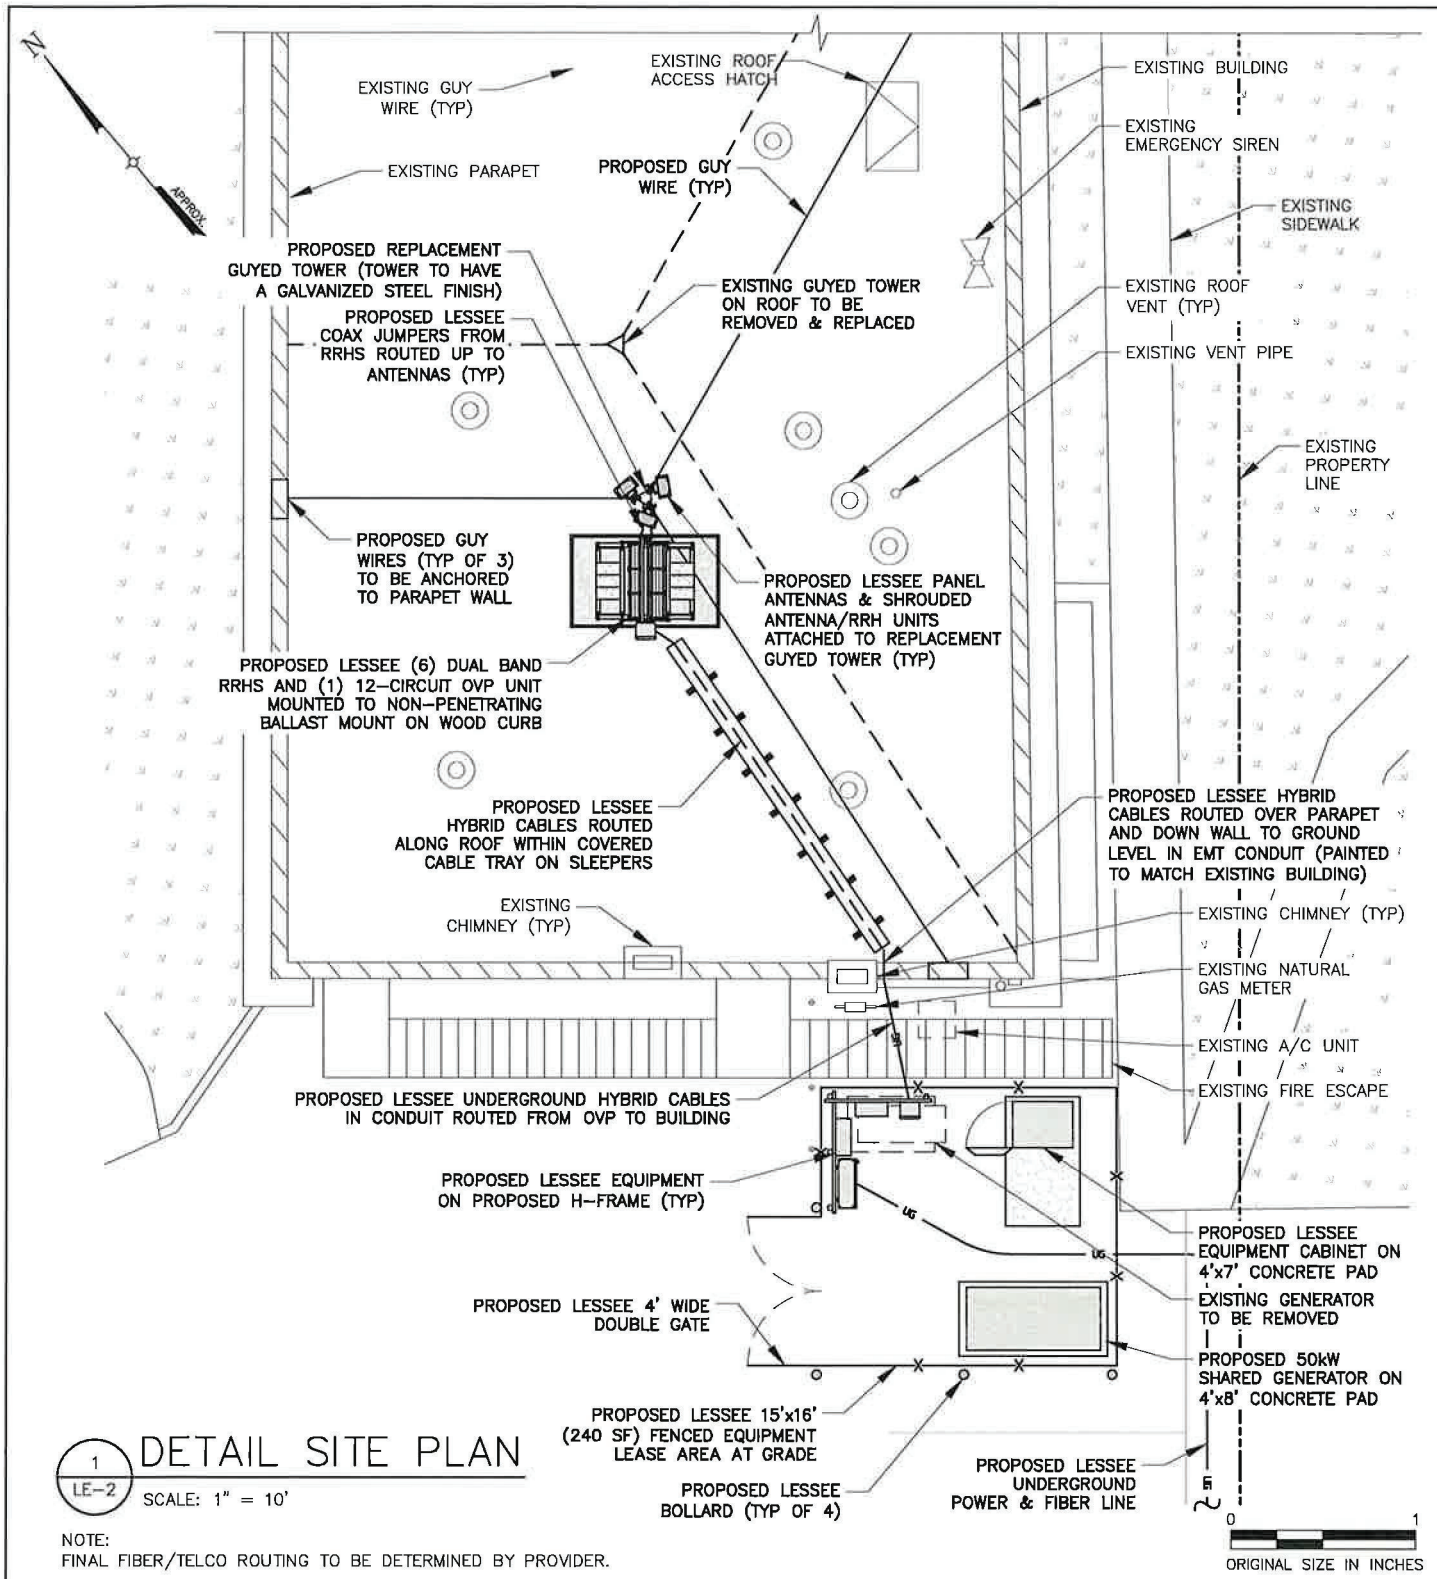 N
APPROX.
EXISTING GUY
WIRE (TYP)
EXISTING ROOF
ACCESS HATCH
EXISTING BUILDING
EXISTING
EMERGENCY SIREN
EXISTING PARAPET
PROPOSED GUY
WIRE (TYP)
EXISTING
SIDEWALK
PROPOSED REPLACEMENT
GUYED TOWER (TOWER TO HAVE
A GALVANIZED STEEL FINISH)
EXISTING GUYED TOWER
ON ROOF TO BE
REMOVED & REPLACED
EXISTING ROOF
VENT (TYP)
PROPOSED LESSEE
COAX JUMPERS FROM
RRHS ROUTED UP TO
ANTENNAS (TYP)
EXISTING VENT PIPE
EXISTING
PROPERTY
LINE
PROPOSED GUY
WIRES (TYP OF 3)
TO BE ANCHORED
TO PARAPET WALL
PROPOSED LESSEE PANEL
ANTENNAS & SHROUDED
ANTENNA/RRH UNITS
ATTACHED TO REPLACEMENT
GUYED TOWER (TYP)
PROPOSED LESSEE (6) DUAL BAND
RRHS AND (1) 12-CIRCUIT OVP UNIT
MOUNTED TO NON-PENETRATING
BALLAST MOUNT ON WOOD CURB
PROPOSED LESSEE
HYBRID CABLES ROUTED
ALONG ROOF WITHIN COVERED
CABLE TRAY ON SLEEPERS
PROPOSED LESSEE HYBRID
CABLES ROUTED OVER PARAPET
AND DOWN WALL TO GROUND
LEVEL IN EMT CONDUIT (PAINTED
TO MATCH EXISTING BUILDING)
EXISTING
CHIMNEY (TYP)
EXISTING CHIMNEY (TYP)
EXISTING NATURAL
GAS METER
EXISTING A/C UNIT
UG
EXISTING FIRE ESCAPE
PROPOSED LESSEE UNDERGROUND HYBRID CABLES
IN CONDUIT ROUTED FROM OVP TO BUILDING
PROPOSED LESSEE EQUIPMENT
ON PROPOSED H-FRAME (TYP)
UG
UG
PROPOSED LESSEE
EQUIPMENT CABINET ON
4'x7' CONCRETE PAD
EXISTING GENERATOR
TO BE REMOVED
PROPOSED LESSEE 4' WIDE
DOUBLE GATE
PROPOSED 50kW
SHARED GENERATOR ON
4'x8' CONCRETE PAD
PROPOSED LESSEE 15'x16'
(240 SF) FENCED EQUIPMENT
LEASE AREA AT GRADE
PROPOSED LESSEE
BOLLARD (TYP OF 4)
PROPOSED LESSEE
UNDERGROUND
POWER & FIBER LINE
UG
1
LE-2
DETAIL SITE PLAN
SCALE: 1" = 10'
NOTE:
FINAL FIBER/TELCO ROUTING TO BE DETERMINED BY PROVIDER.
0 1
ORIGINAL SIZE IN INCHES